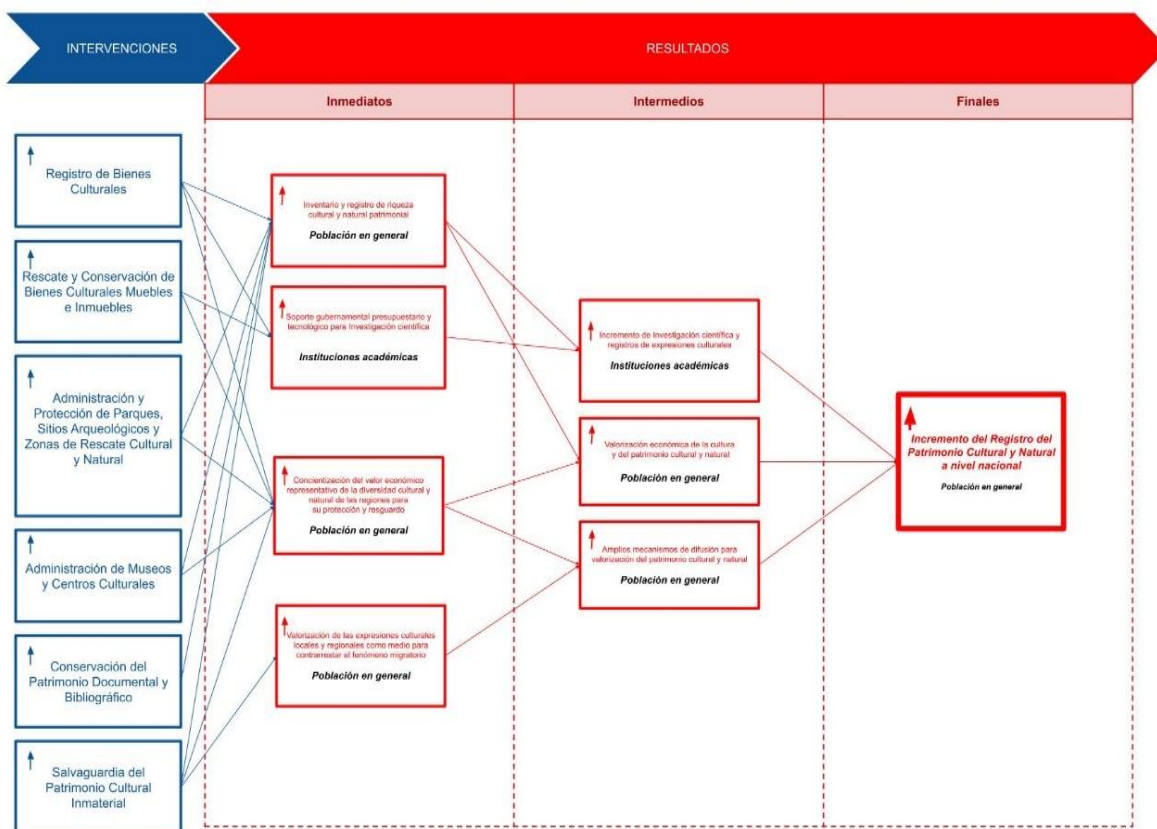 INTERVENCIONES
RESULTADOS
Inmediatos
Intermedios
Finales
Registro de Bienes
Culturales
Rescate y Conservación de
Bienes Culturales Muebles e
Inmuebles
Administración y
Protección de Parques,
Sitios Arqueológicos y
Zonas de Rescate Cultural
y Natural
Administración de Museos
y Centros Culturales
Conservación del
Patrimonio Documental y
Bibliográfico
Salvaguardia del
Patrimonio Cultural
Inmaterial
Inventario y registro de riqueza
cultural y natural patrimonial
Población en general
Soporte gubernamental presupuestario y
tecnológico para Investigación científica
Instituciones académicas
Concientización del valor económico
representativo de la diversidad cultural y
natural de las regiones para
su protección y resguardo
Población en general
Valorización de las expresiones culturales
locales y regionales como medio para
contrarrestar el fenómeno migratorio
Población en general
Incremento de Investigación científica y
registros de expresiones culturales
Instituciones académicas
Valorización económica de la cultura
y del patrimonio cultural y natural
Población en general
Amplios mecanismos de difusión para
valorización del patrimonio cultural y natural
Población en general
Incremento del Registro del
Patrimonio Cultural y Natural
a nivel nacional
Población en general